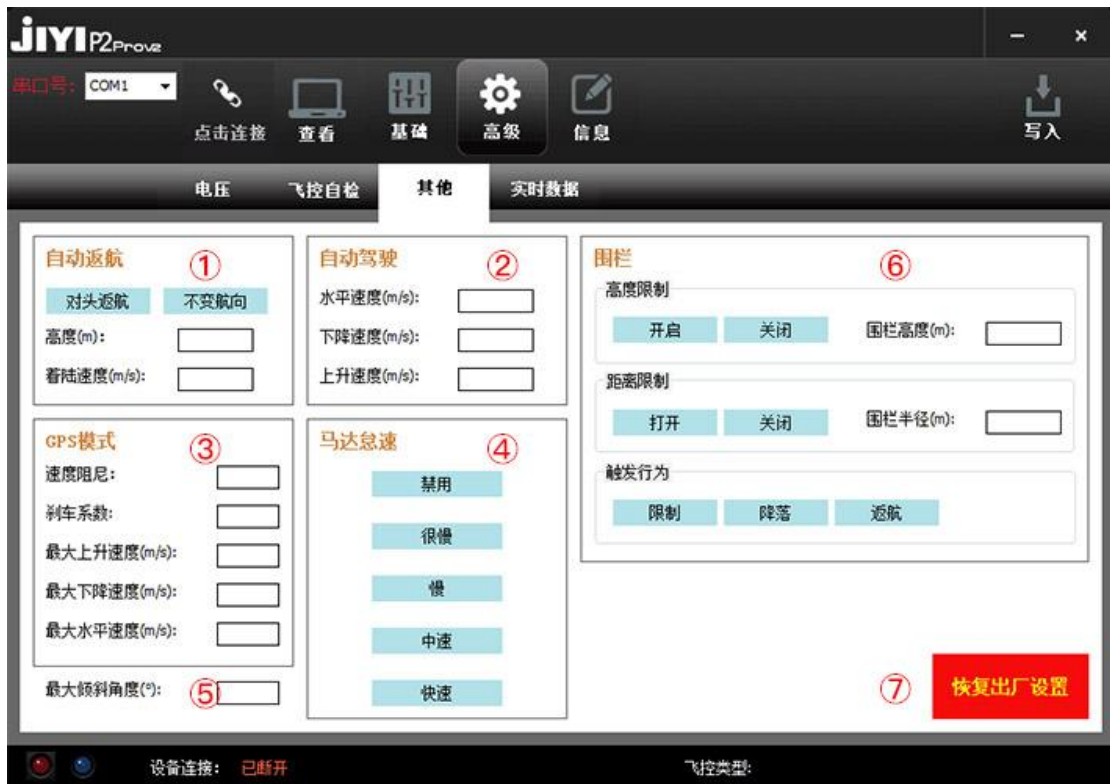 JIYI P2Prov2
串口号: COM1
点击连接 查看 基础 高级 信息 写入
电压 飞控自检 其他 实时数据
自动返航 ①
对头返航 不变航向
高度(m):
着陆速度(m/s):
自动驾驶 ②
水平速度(m/s):
下降速度(m/s):
上升速度(m/s):
GPS模式 ③
速度阻尼:
刹车系数:
最大上升速度(m/s):
最大下降速度(m/s):
最大水平速度(m/s):
最大倾斜角度(°): ⑤
马达怠速 ④
禁用
很慢
慢
中速
快速
围栏 ⑥
高度限制
开启 关闭 围栏高度(m):
距离限制
打开 关闭 围栏半径(m):
触发行为
限制 降落 返航
⑦ 恢复出厂设置
设备连接: 已断开 飞控类型: